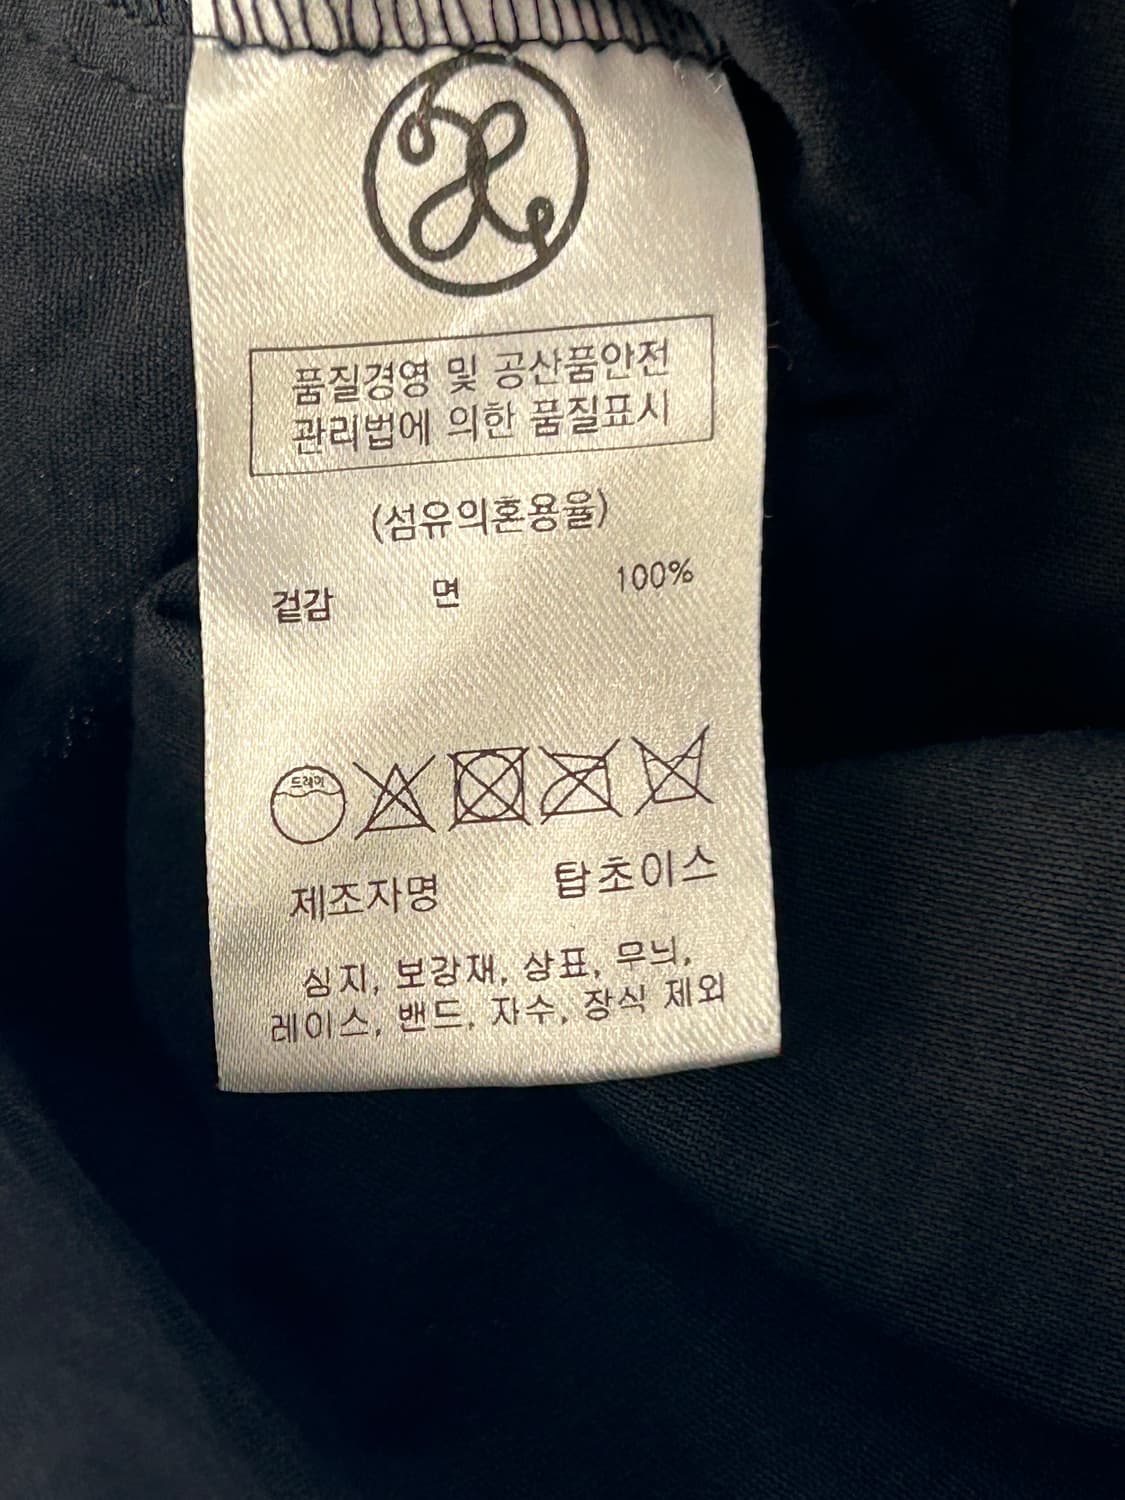 품질경영 및 공산품안전
관리법에 의한 품질표시
(섬유의혼용율)
겉감 면 100%
드라이
제조자명 탑초이스
심지, 보강재, 상표, 무늬,
레이스, 밴드, 자수, 장식 제외